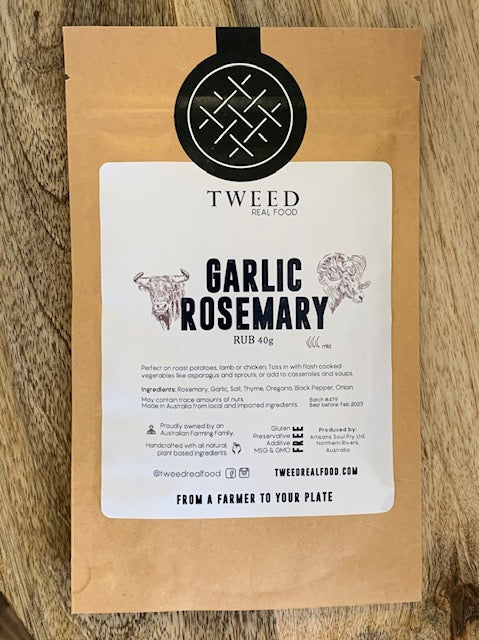 TWEED
REAL FOOD
GARLIC
ROSEMARY
RUB 40g
mild
Perfect on roast potatoes, lamb or chicken. Toss in with flash cooked
vegetables like asparagus and sprouts, or add to casseroles and soups.
Ingredients: Rosemary, Garlic, Salt, Thyme, Oregano, Black Pepper, Onion.
May contain trace amounts of nuts.
Made in Australia from local and imported ingredients.
Batch #479
Best before: Feb 2023
Proudly owned by an
Australian Farming Family.
Handcrafted with all natural,
plant based ingredients.
Gluten
Preservative
Additive
MSG & GMO
FREE
Produced by:
Artisans Soul Pty Ltd,
Northern Rivers,
Australia
@tweedrealfood
TWEEDREALFOOD.COM
FROM A FARMER TO YOUR PLATE